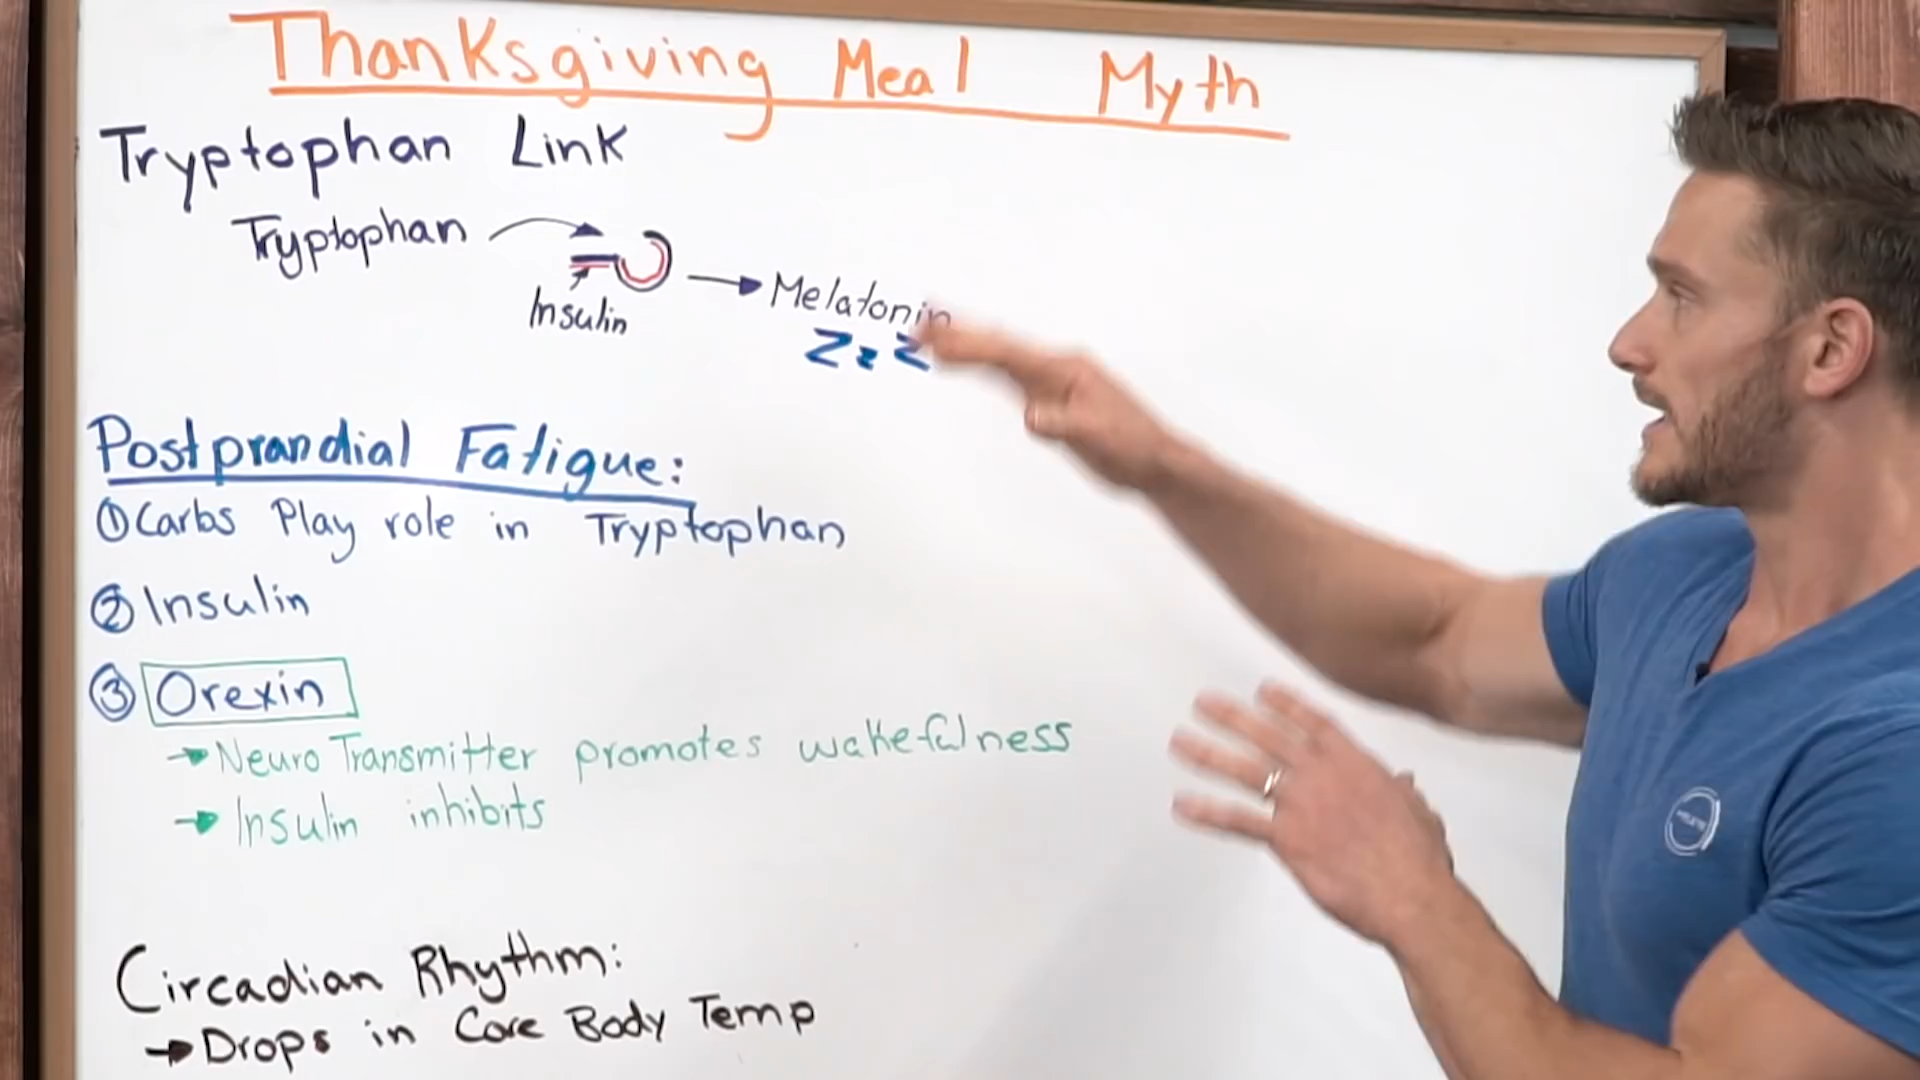 Thanksgiving Meal Myth
Tryptophan Link
Tryptophan
Insulin
Melatonin
ZzZ
Postprandial Fatigue:
① Carbs Play role in Tryptophan
② Insulin
③ Orexin
→ Neuro Transmitter promotes wakefulness
→ Insulin inhibits
Circadian Rhythm:
→ Drops in Core Body Temp